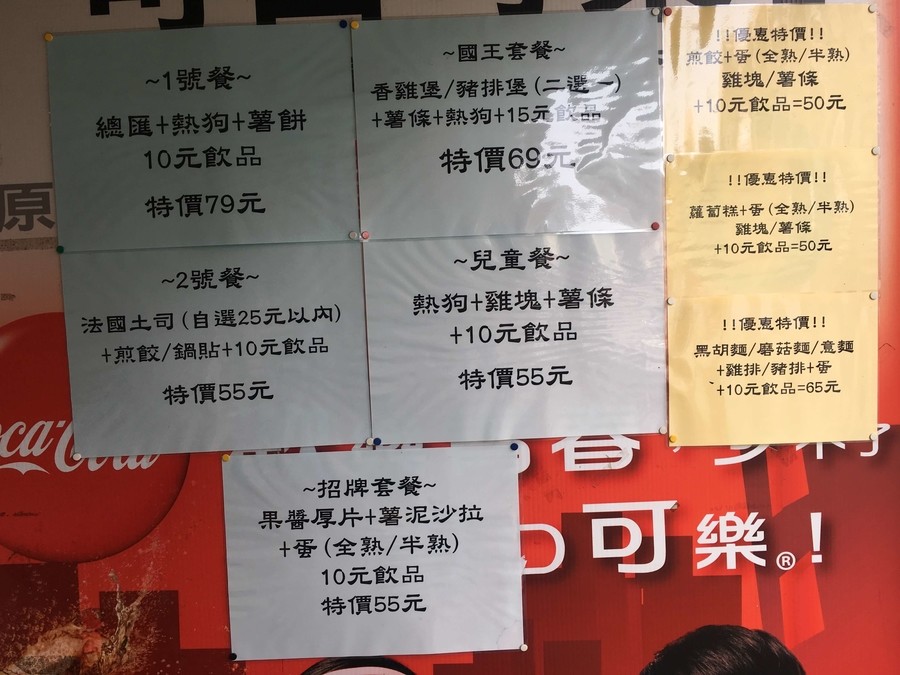 ~1號餐~
總匯+熱狗+薯餅
10元飲品
特價79元
~國王套餐~
香雞堡/豬排堡(二選一)
+薯條+熱狗+15元飲品
特價69元
!!優惠特價!!
煎餃+蛋(全熟/半熟)
雞塊/薯條
+10元飲品=50元
!!優惠特價!!
蘿蔔糕+蛋(全熟/半熟)
雞塊/薯條
+10元飲品=50元
~2號餐~
法國土司(自選25元以內)
+煎餃/鍋貼+10元飲品
特價55元
~兒童餐~
熱狗+雞塊+薯條
+10元飲品
特價55元
!!優惠特價!!
黑胡麵/磨菇麵/意麵
+雞排/豬排+蛋
+10元飲品=65元
~招牌套餐~
果醬厚片+薯泥沙拉
+蛋(全熟/半熟)
10元飲品
特價55元
原
Coca-Cola
可樂®!